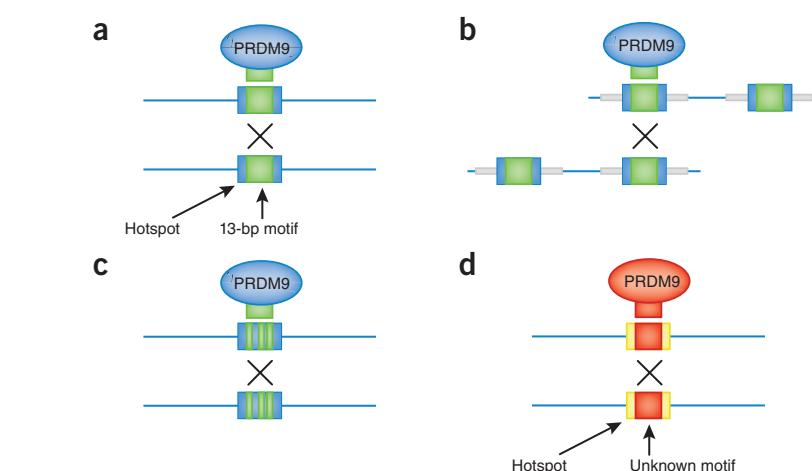 a
PRDM9
Hotspot
13-bp motif
b
PRDM9
c
PRDM9
d
PRDM9
Hotspot
Unknown motif